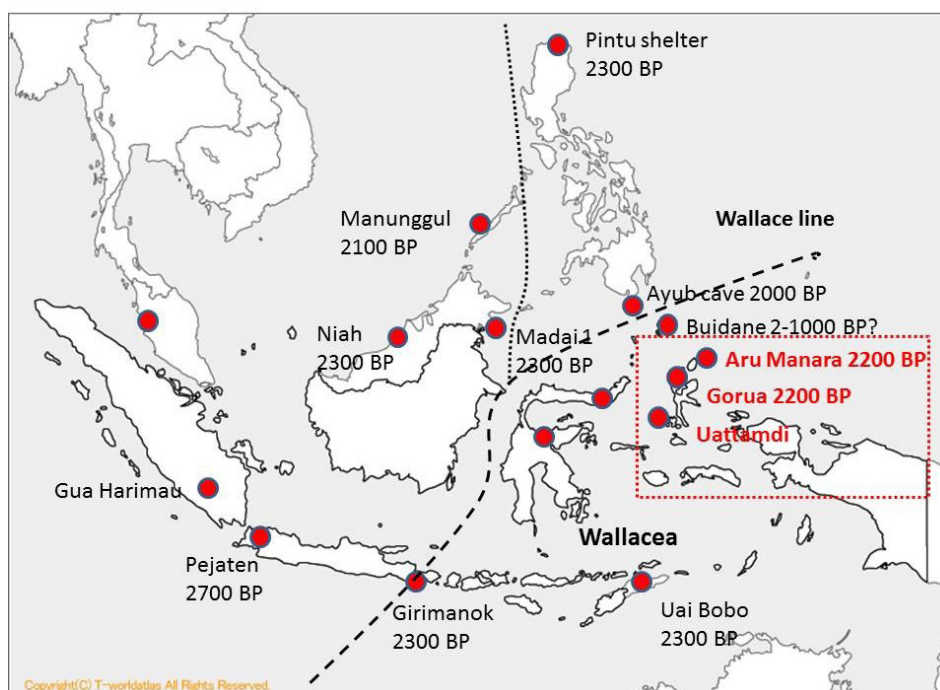 Pintu shelter
2300 BP
Manunggul
2100 BP
Wallace line
Ayub cave 2000 BP
Buidane 2-1000 BP?
Niah
2300 BP
Madai 1
2300 BP
Aru Manara 2200 BP
Gorua 2200 BP
Uattamdi
Gua Harimau
Wallacea
Pejaten
2700 BP
Girimanok
2300 BP
Uai Bobo
2300 BP
Copyright(C) T-worldatlas All Rights Reserved.